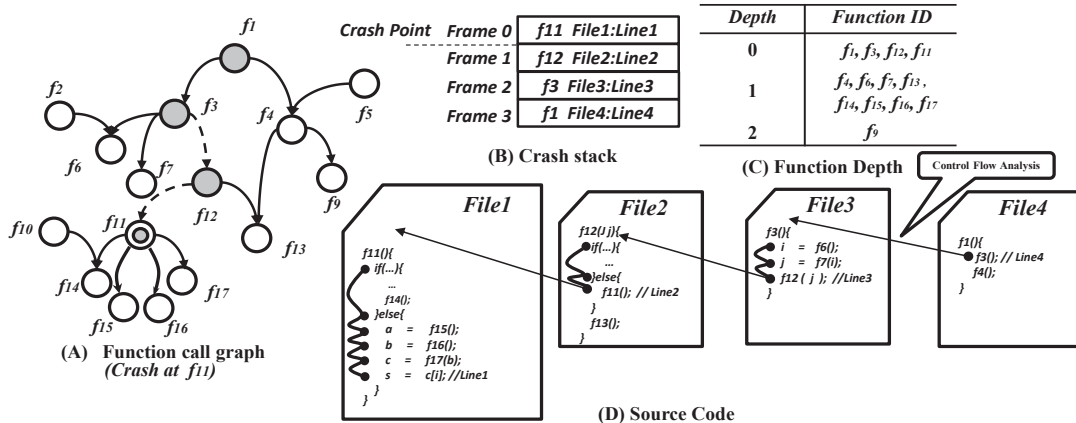 f1
f2
f3
f4
f5
f6
f7
f12
f9
f11
f10
f13
f14
f17
f15
f16
(A) Function call graph
(Crash at f11)
Crash Point
Frame 0 f11 File1:Line1
Frame 1 f12 File2:Line2
Frame 2 f3 File3:Line3
Frame 3 f1 File4:Line4
(B) Crash stack
Depth Function ID
0 f1, f3, f12, f11
1 f4, f6, f7, f13 ,
f14, f15, f16, f17
2 f9
(C) Function Depth
Control Flow Analysis
File1
f11(){
if(...){
...
f14();
}else{
a = f15();
b = f16();
c = f17(b);
s = c[i]; //Line1
}
}
File2
f12(J j){
if(...){
...
}else{
f11(); // Line2
}
f13();
}
File3
f3(){
i = f6();
j = f7(i);
f12 ( j ); //Line3
}
File4
f1(){
f3(); // Line4
f4();
}
(D) Source Code